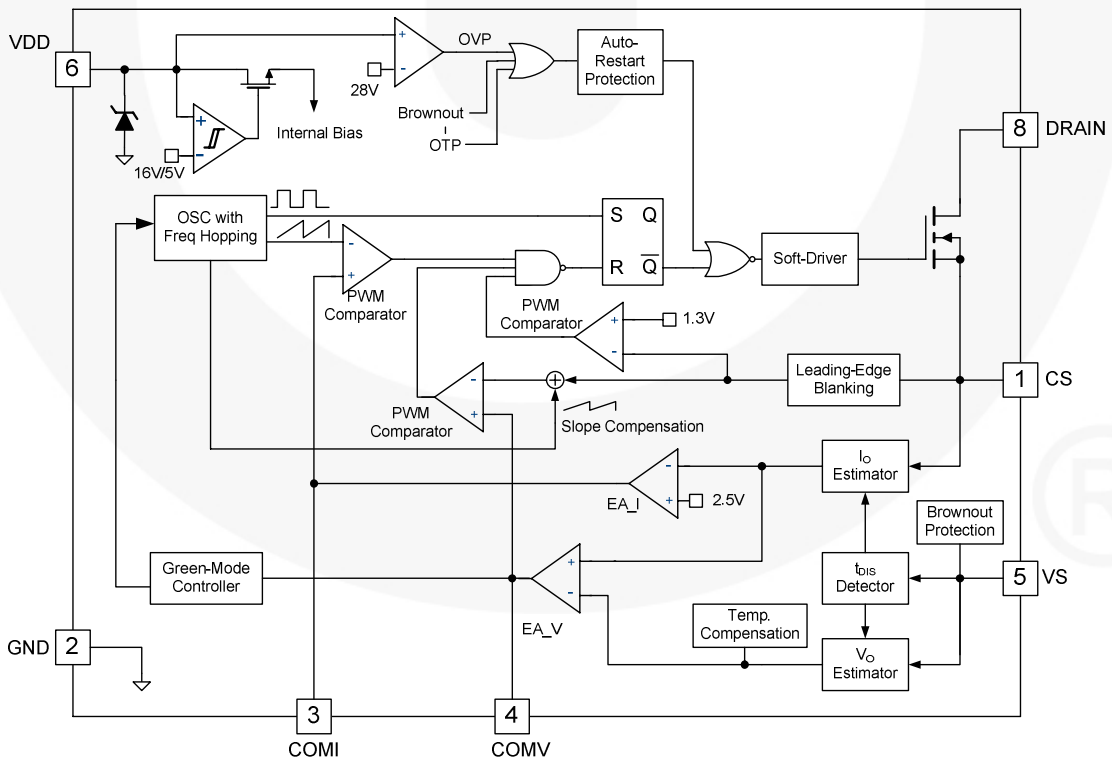 VDD
6
+
-
28V
OVP
Brownout
OTP
Auto-
Restart
Protection
+
-
16V/5V
Internal Bias
8
DRAIN
OSC with
Freq Hopping
-
+
PWM
Comparator
S Q
R Q̅
Soft-Driver
PWM
Comparator
+
-
1.3V
-
+
PWM
Comparator
+
Slope Compensation
Leading-Edge
Blanking
1
CS
IO
Estimator
-
+
2.5V
EA_I
Brownout
Protection
Green-Mode
Controller
+
-
EA_V
tDIS
Detector
5
VS
Temp.
Compensation
VO
Estimator
GND
2
3
COMI
4
COMV
R